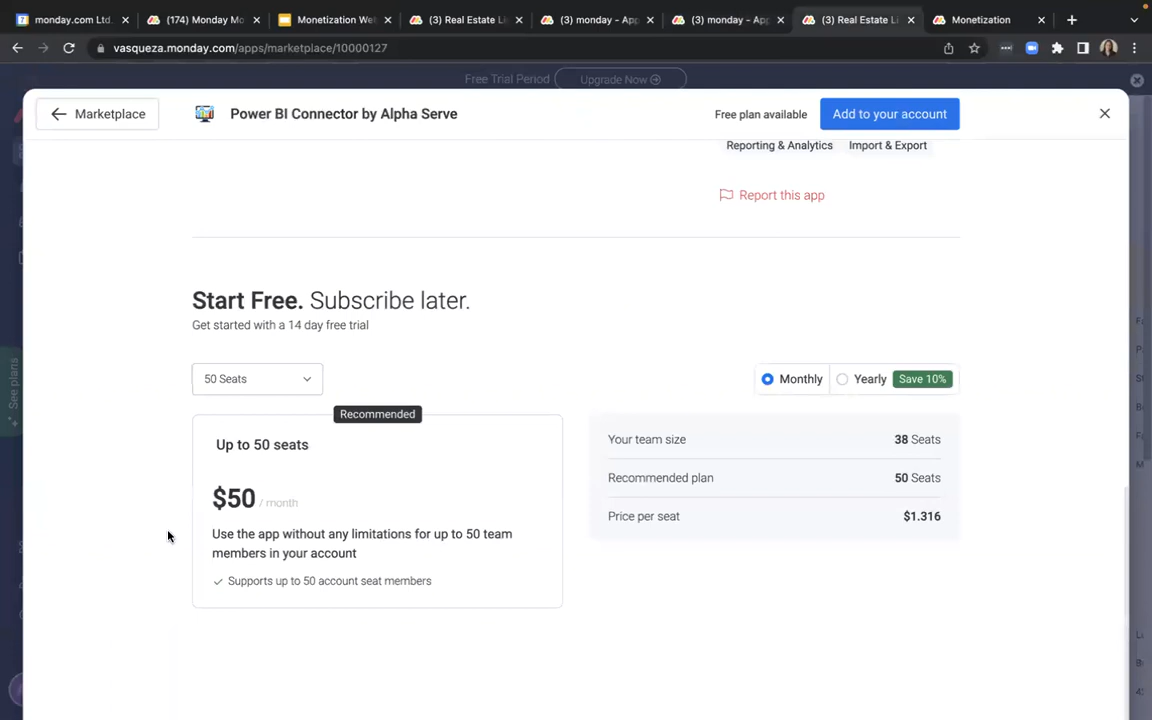 monday.com Ltd.
(174) Monday Mo
Monetization Web
(3) Real Estate Li
(3) monday - App
(3) monday - App
(3) Real Estate Li
Monetization
vasqueza.monday.com/apps/marketplace/10000127
Free Trial Period
Upgrade Now
Marketplace
Power BI Connector by Alpha Serve
Free plan available
Add to your account
Reporting & Analytics
Import & Export
Report this app
Start Free. Subscribe later.
Get started with a 14 day free trial
See plans
50 Seats
Monthly
Yearly
Save 10%
Recommended
Up to 50 seats
Your team size
38 Seats
$50 / month
Recommended plan
50 Seats
Price per seat
$1.316
Use the app without any limitations for up to 50 team
members in your account
Supports up to 50 account seat members